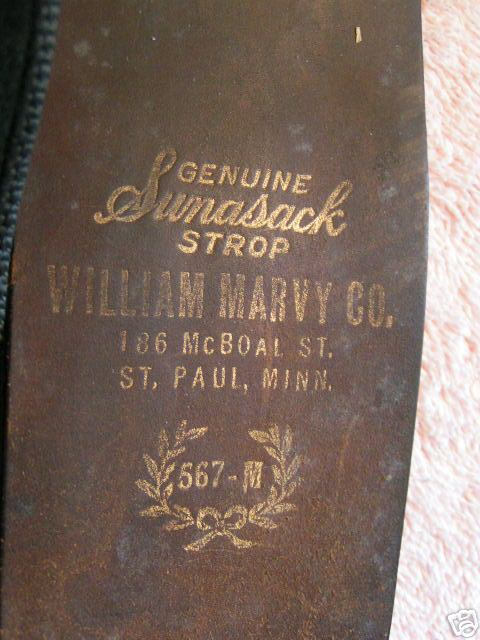 GENUINE
Sunasack
STROP
WILLIAM MARVY CO.
186 McBOAL ST.
ST. PAUL, MINN.
567-M